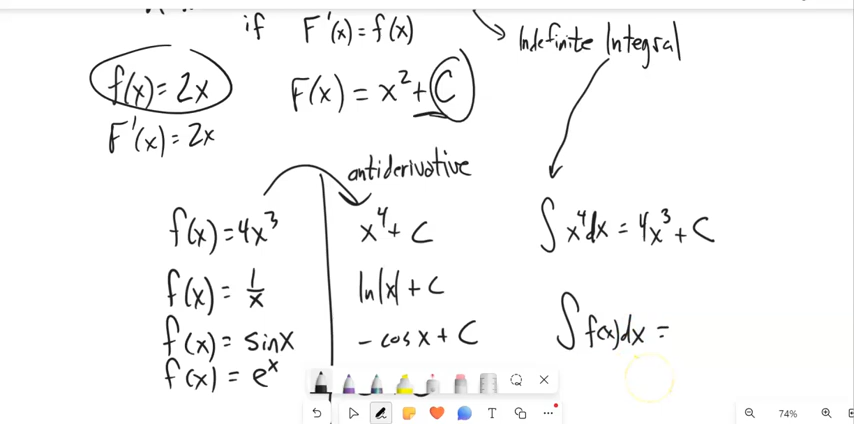 if F'(x) = f(x)
Indefinite Integral
f(x) = 2x
F(x) = x² + C
F'(x) = 2x
antiderivative
f(x) = 4x³
x⁴ + C
∫ x⁴dx = 4x³ + C
f(x) = 1/x
ln|x| + C
f(x) = sinx
- cos x + C
∫ f(x)dx =
f(x) = eˣ
T
74%